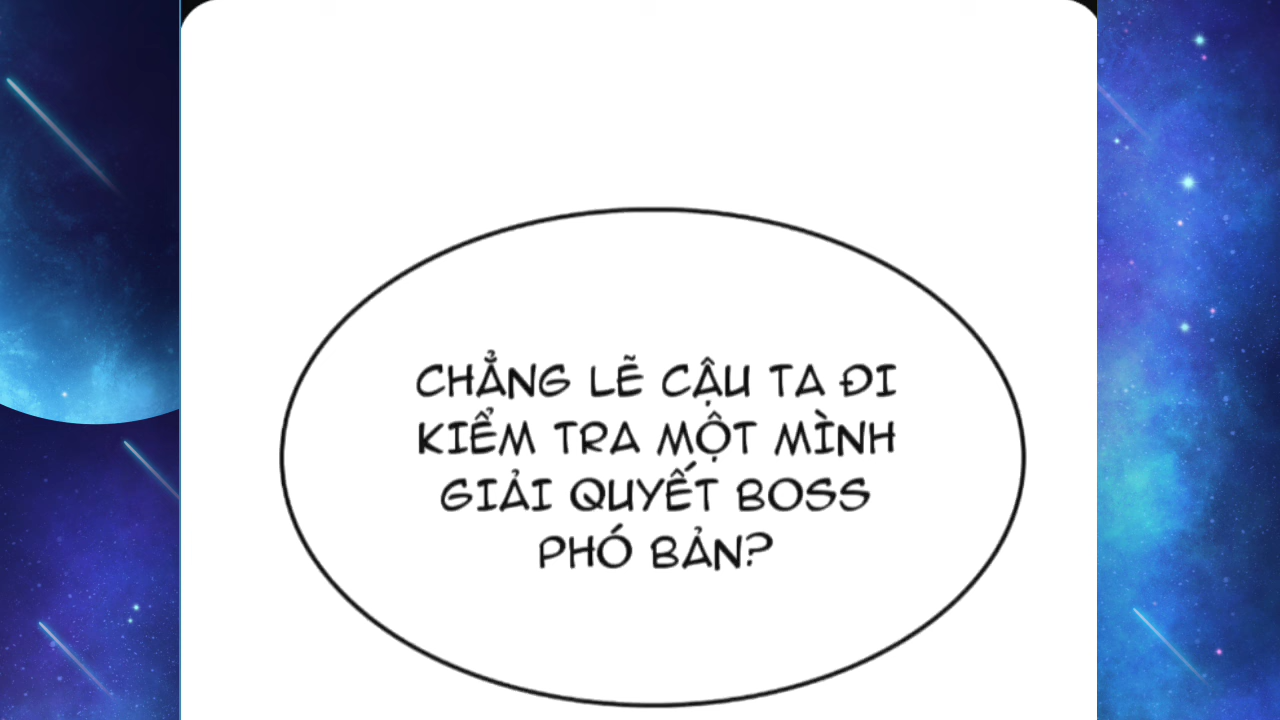 CHẲNG LẼ CẬU TA ĐI
KIỂM TRA MỘT MÌNH
GIẢI QUYẾT BOSS
PHÓ BẢN?